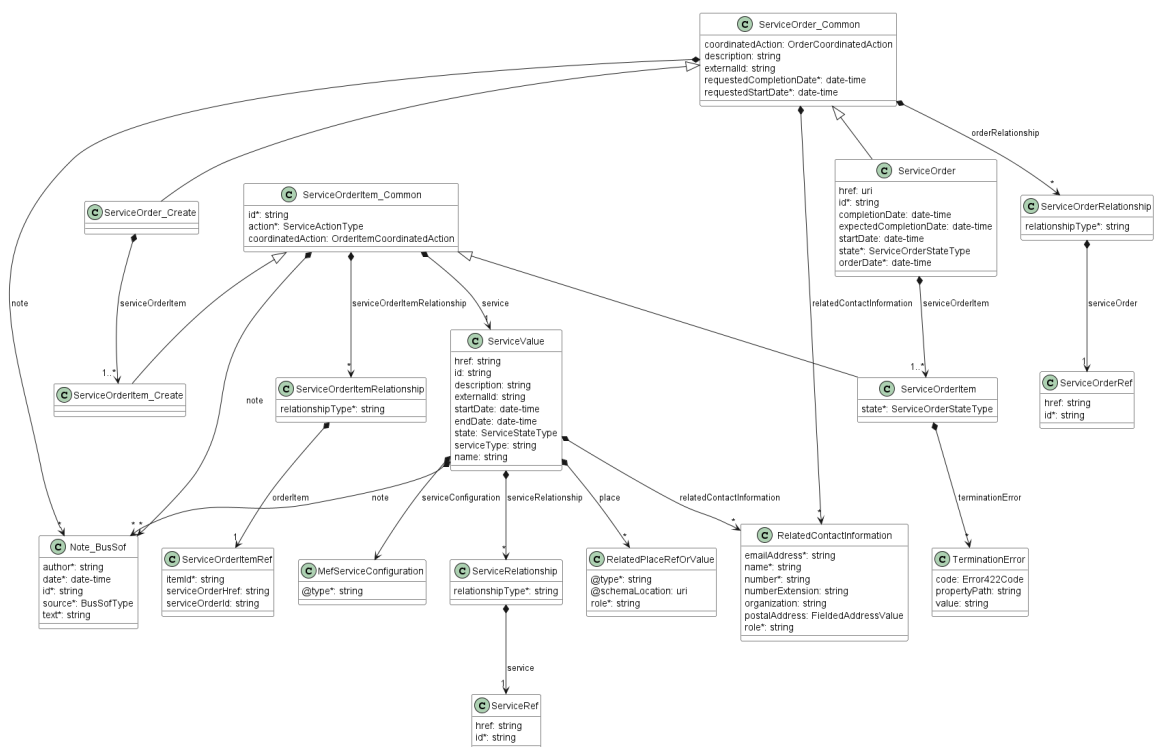 C ServiceOrder_Common
coordinatedAction: OrderCoordinatedAction
description: string
externalId: string
requestedCompletionDate*: date-time
requestedStartDate*: date-time
orderRelationship
C ServiceOrder
href: uri
id*: string
completionDate: date-time
expectedCompletionDate: date-time
startDate: date-time
state*: ServiceOrderStateType
orderDate*: date-time
C ServiceOrderItem_Common
id*: string
action*: ServiceActionType
coordinatedAction: OrderItemCoordinatedAction
C ServiceOrder_Create
*
C ServiceOrderRelationship
relationshipType*: string
note
serviceOrderItem
serviceOrderItemRelationship
service
relatedContactInformation
serviceOrderItem
serviceOrder
1
C ServiceValue
href: string
id: string
description: string
externalId: string
startDate: date-time
endDate: date-time
state: ServiceStateType
serviceType: string
name: string
1..*
C ServiceOrderItem_Create
*
C ServiceOrderItemRelationship
relationshipType*: string
1..*
C ServiceOrderItem
state*: ServiceOrderStateType
1
C ServiceOrderRef
href: string
id*: string
note
orderItem
note
serviceConfiguration
serviceRelationship
place
relatedContactInformation
terminationError
*
* *
C Note_BusSof
author*: string
date*: date-time
id*: string
source*: BusSofType
text*: string
1
C ServiceOrderItemRef
itemId*: string
serviceOrderHref: string
serviceOrderId: string
C MefServiceConfiguration
@type*: string
*
C ServiceRelationship
relationshipType*: string
*
C RelatedPlaceRefOrValue
@type*: string
@schemaLocation: uri
role*: string
*
*
C RelatedContactInformation
emailAddress*: string
name*: string
number*: string
numberExtension: string
organization: string
postalAddress: FieldedAddressValue
role*: string
*
C TerminationError
code: Error422Code
propertyPath: string
value: string
service
1
C ServiceRef
href: string
id*: string